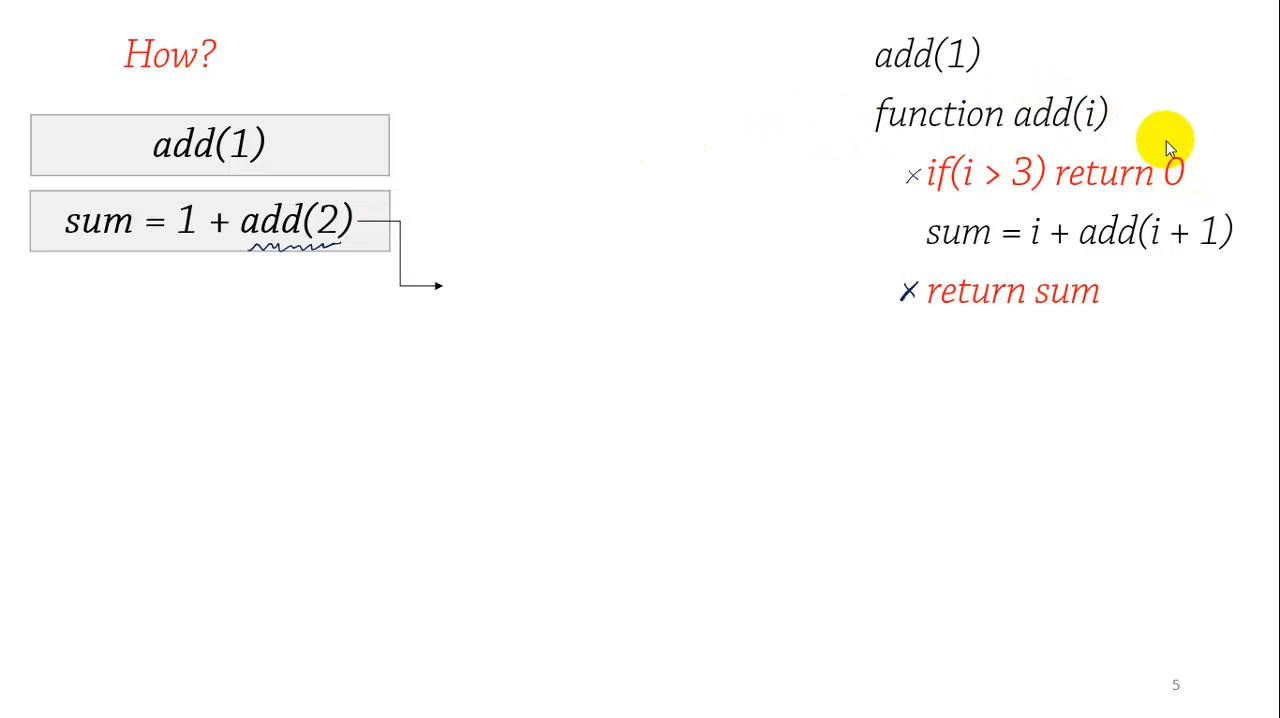 How?
add(1)
sum = 1 + add(2)
add(1)
function add(i)
if(i > 3) return 0
sum = i + add(i + 1)
return sum
5